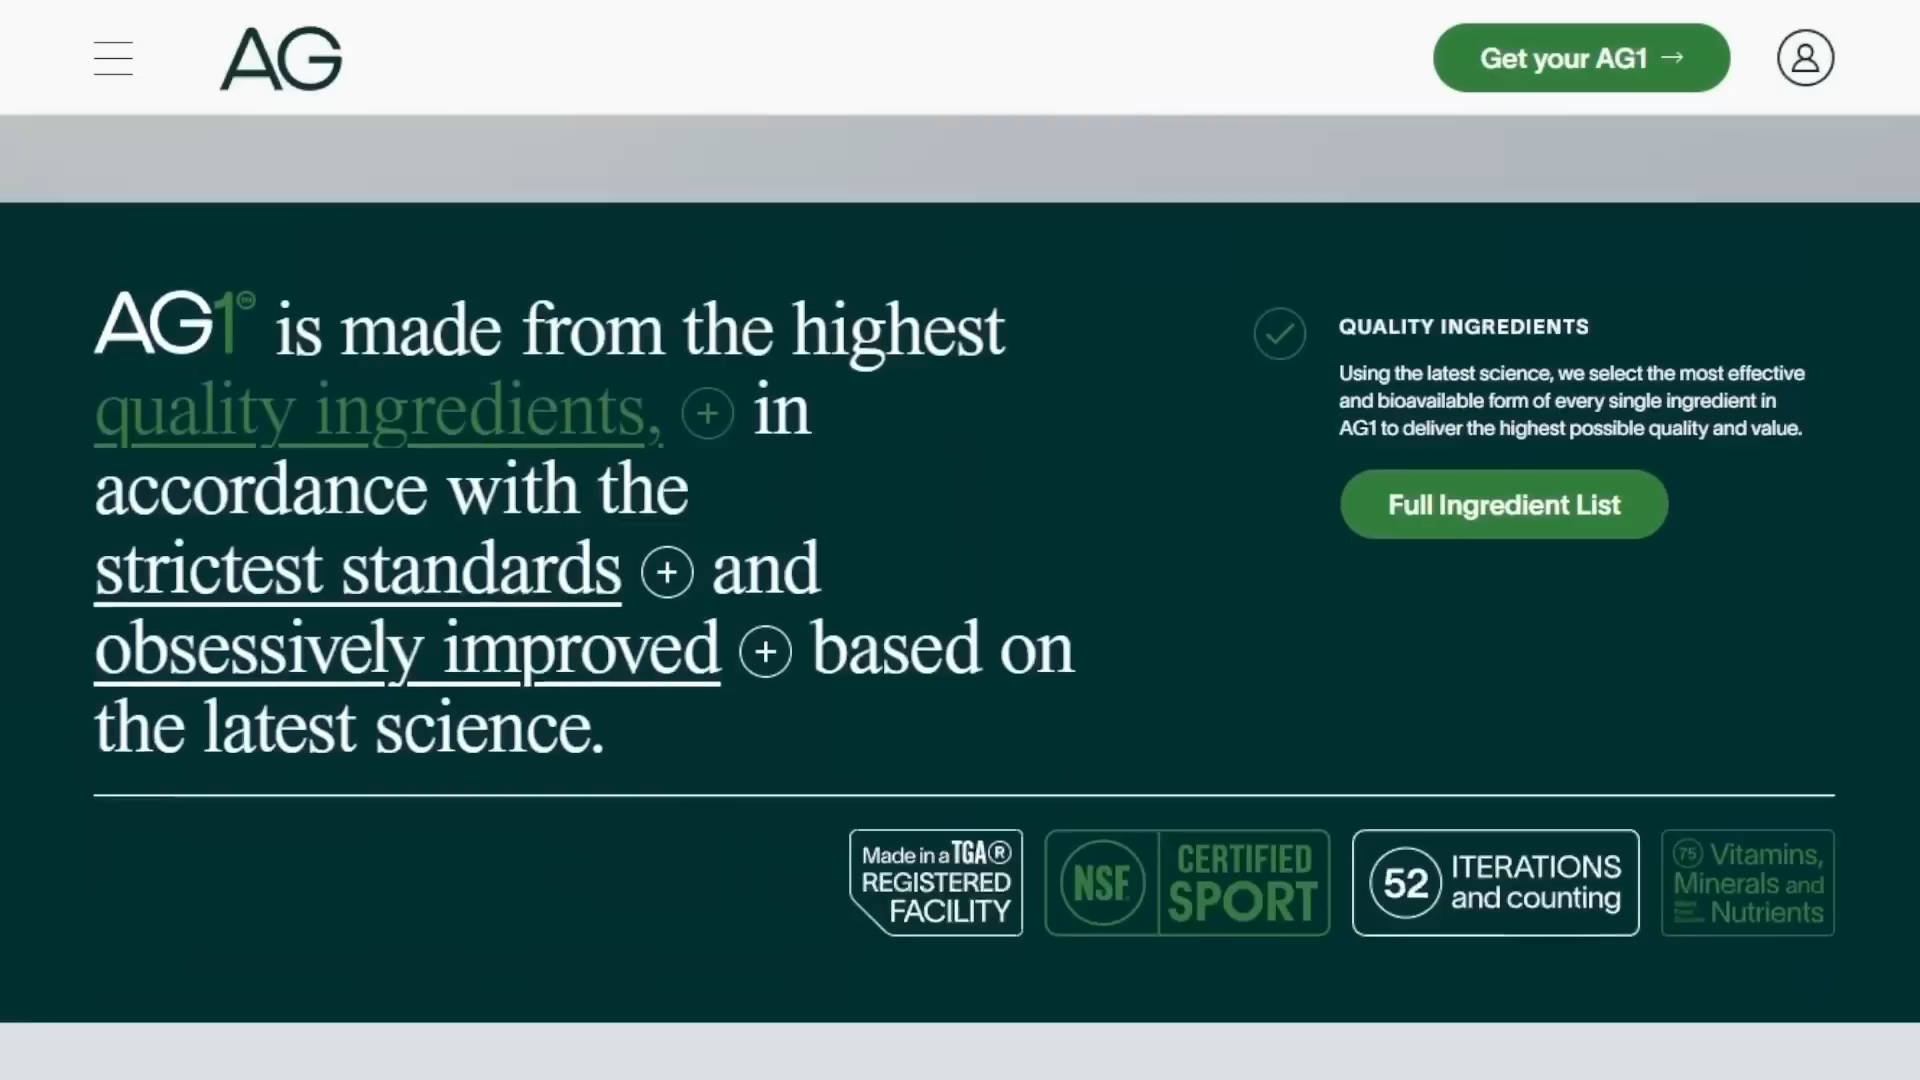 AG
Get your AG1 →
AG1™ is made from the highest
quality ingredients, + in
accordance with the
strictest standards + and
obsessively improved + based on
the latest science.
QUALITY INGREDIENTS
Using the latest science, we select the most effective
and bioavailable form of every single ingredient in
AG1 to deliver the highest possible quality and value.
Full Ingredient List
Made in a TGA®
REGISTERED
FACILITY
NSF
CERTIFIED
SPORT
52
ITERATIONS
and counting
75 Vitamins,
Minerals and
Nutrients